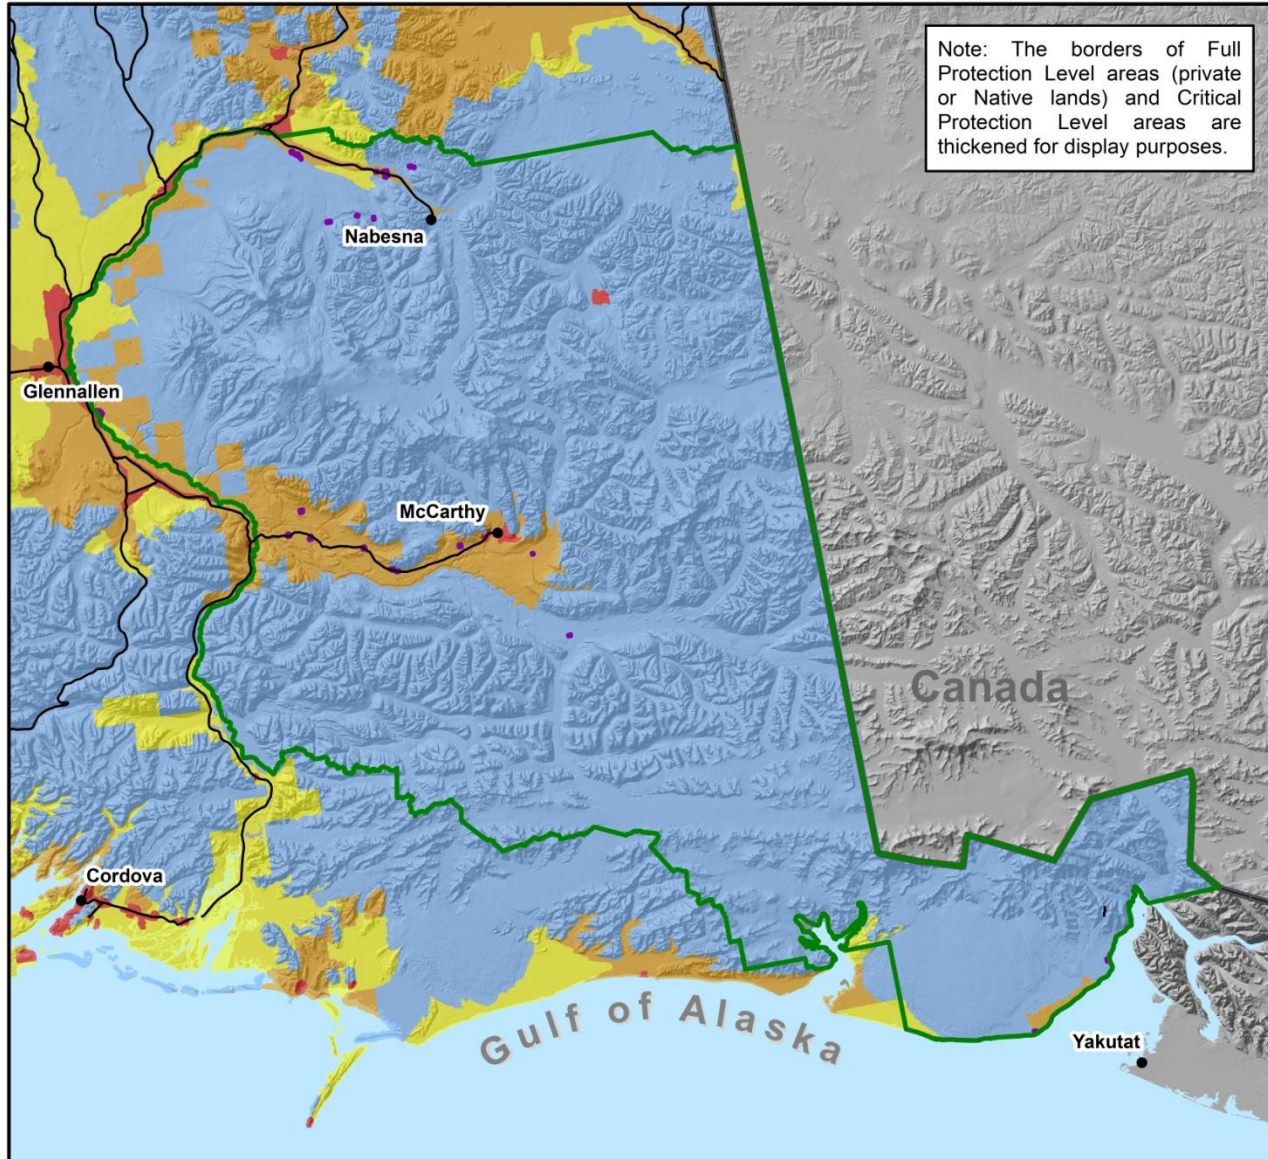 Note: The borders of Full
Protection Level areas (private
or Native lands) and Critical
Protection Level areas are
thickened for display purposes.
Nabesna
Glennallen
McCarthy
Canada
Cordova
Gulf of Alaska
Yakutat